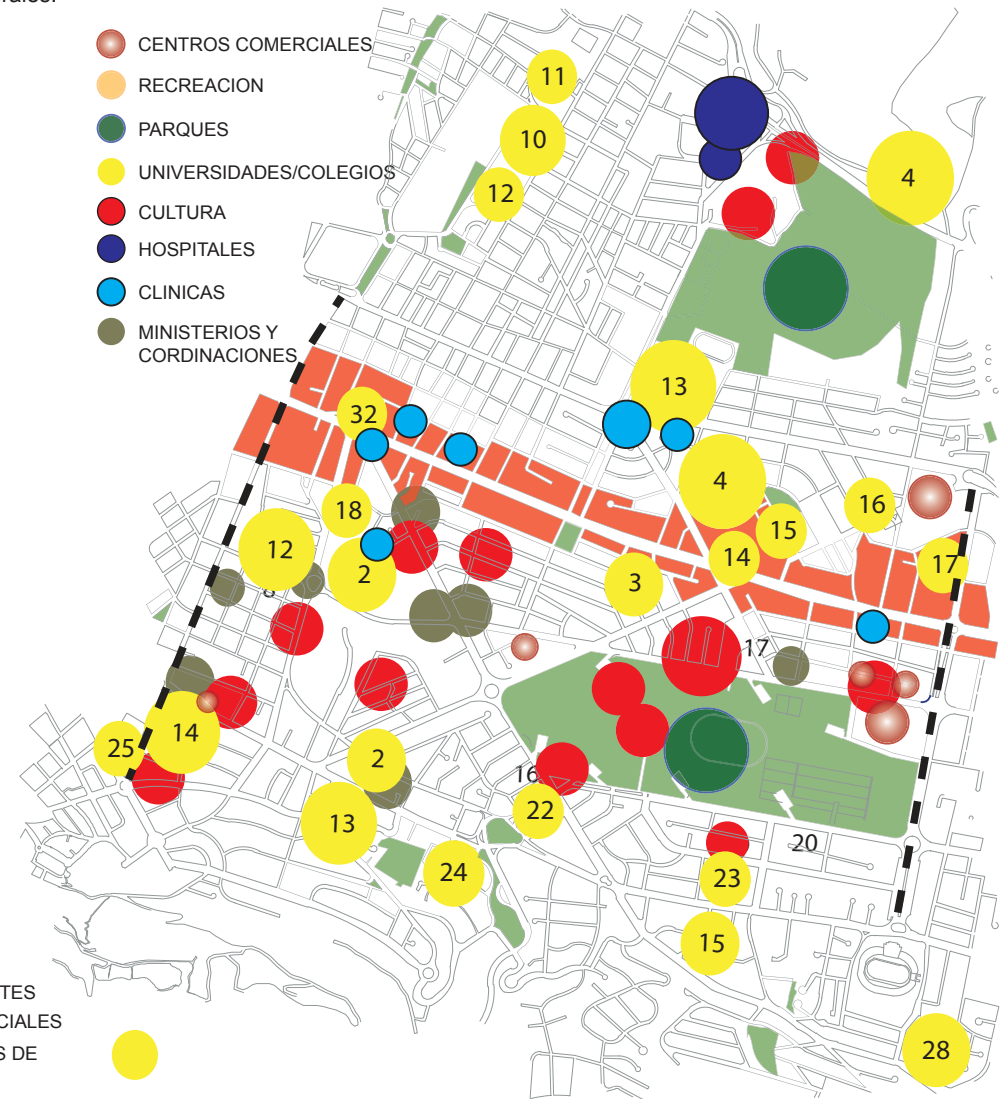 CENTROS COMERCIALES
RECREACION
PARQUES
UNIVERSIDADES/COLEGIOS
CULTURA
HOSPITALES
CLINICAS
MINISTERIOS Y
CORDINACIONES
11
10
12
4
13
32
4
16
18
15
12
14
17
2
3
17
14
25
2
16
22
13
20
24
23
15
28
TES
CIALES
S DE